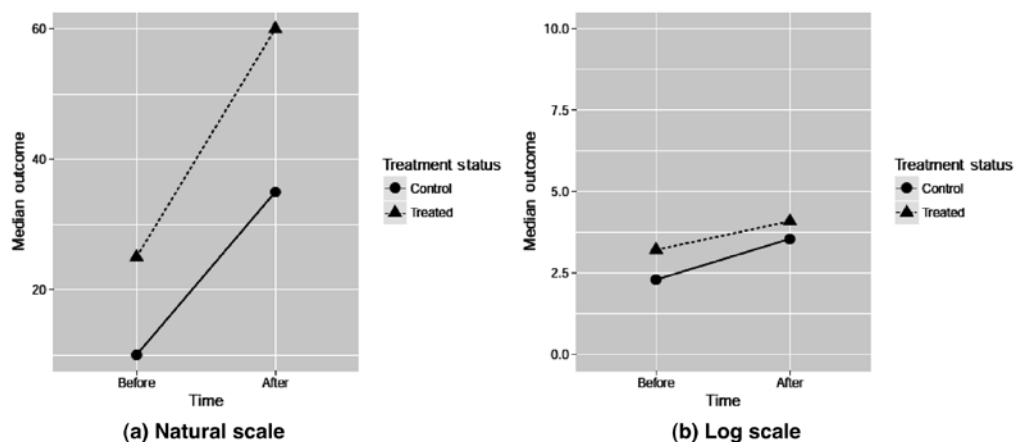 60
40
20
Median outcome
Before
After
Time
Treatment status
Control
Treated
(a) Natural scale
10.0
7.5
5.0
2.5
0.0
Median outcome
Before
After
Time
Treatment status
Control
Treated
(b) Log scale